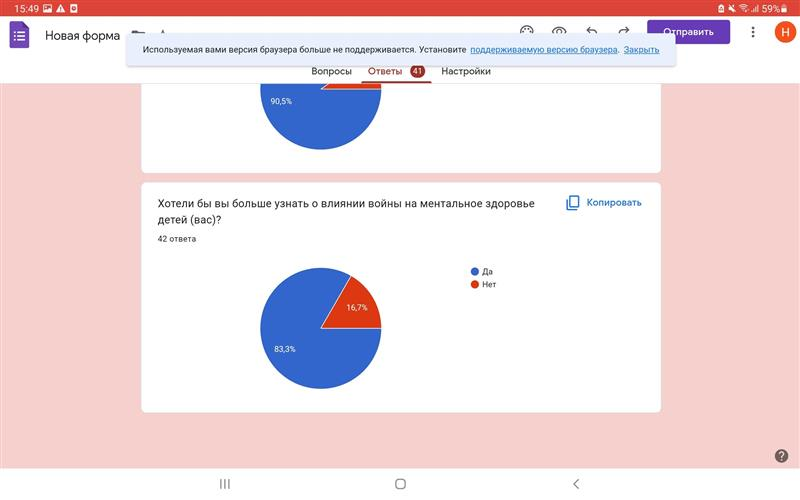 15:49
59%
Новая форма
Отправить
Н
Используемая вами версия браузера больше не поддерживается. Установите поддерживаемую версию браузера. Закрыть
Вопросы Ответы 41 Настройки
90,5%
Хотели бы вы больше узнать о влиянии войны на ментальное здоровье
детей (вас)?
Копировать
42 ответа
Да
Нет
16,7%
83,3%
?